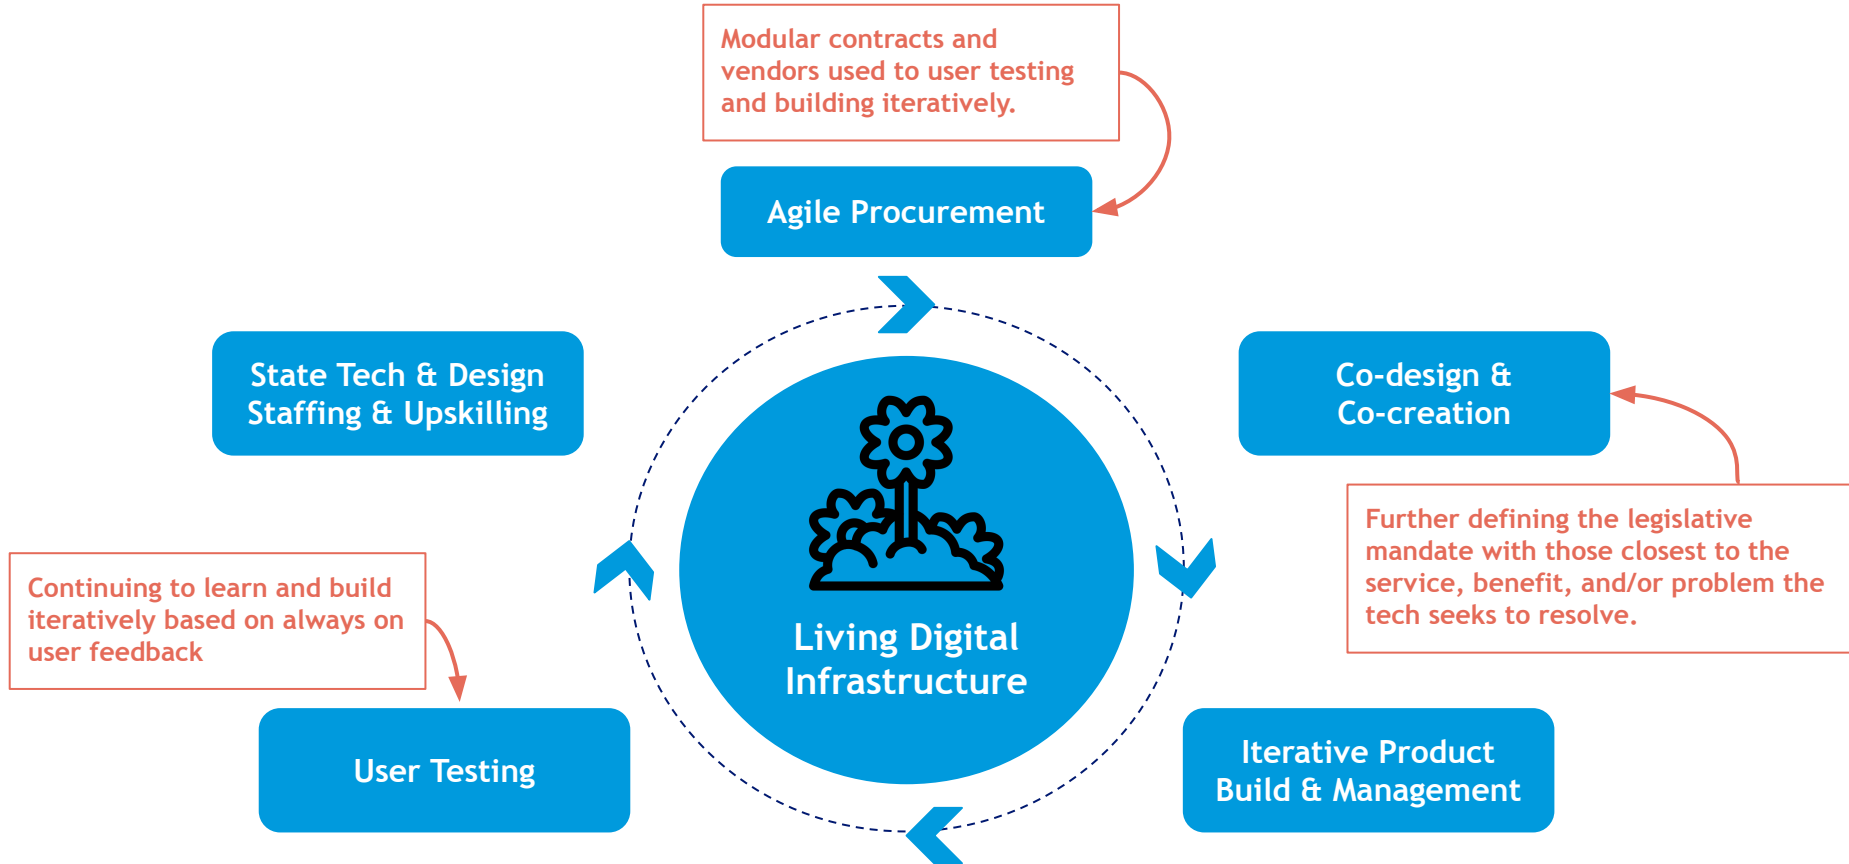 Modular contracts and
vendors used to user testing
and building iteratively.
Agile Procurement
State Tech & Design
Staffing & Upskilling
Co-design &
Co-creation
Further defining the legislative
mandate with those closest to the
service, benefit, and/or problem the
tech seeks to resolve.
Continuing to learn and build
iteratively based on always on
user feedback
Living Digital
Infrastructure
User Testing
Iterative Product
Build & Management